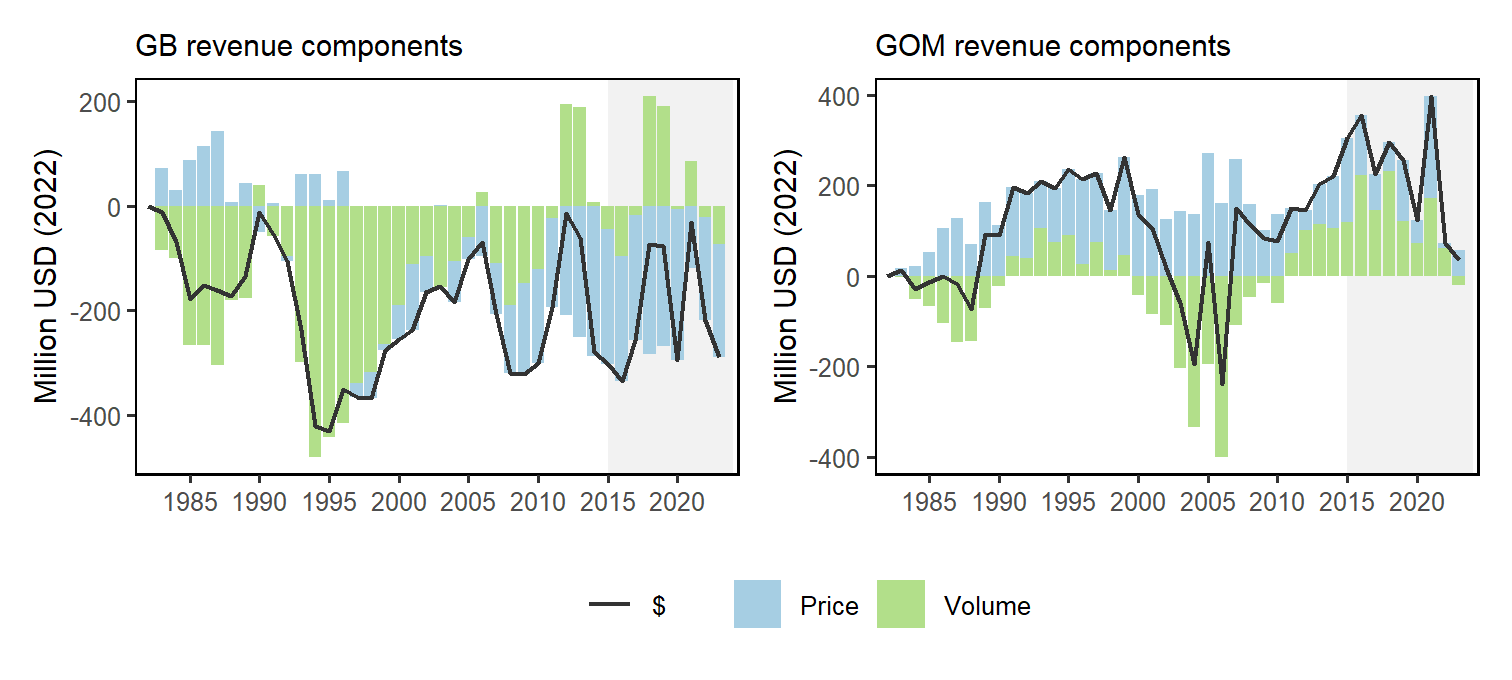 GB revenue components
Million USD (2022)
200
0
-200
-400
1985 1990 1995 2000 2005 2010 2015 2020
GOM revenue components
Million USD (2022)
400
200
0
-200
-400
1985 1990 1995 2000 2005 2010 2015 2020
$ Price Volume